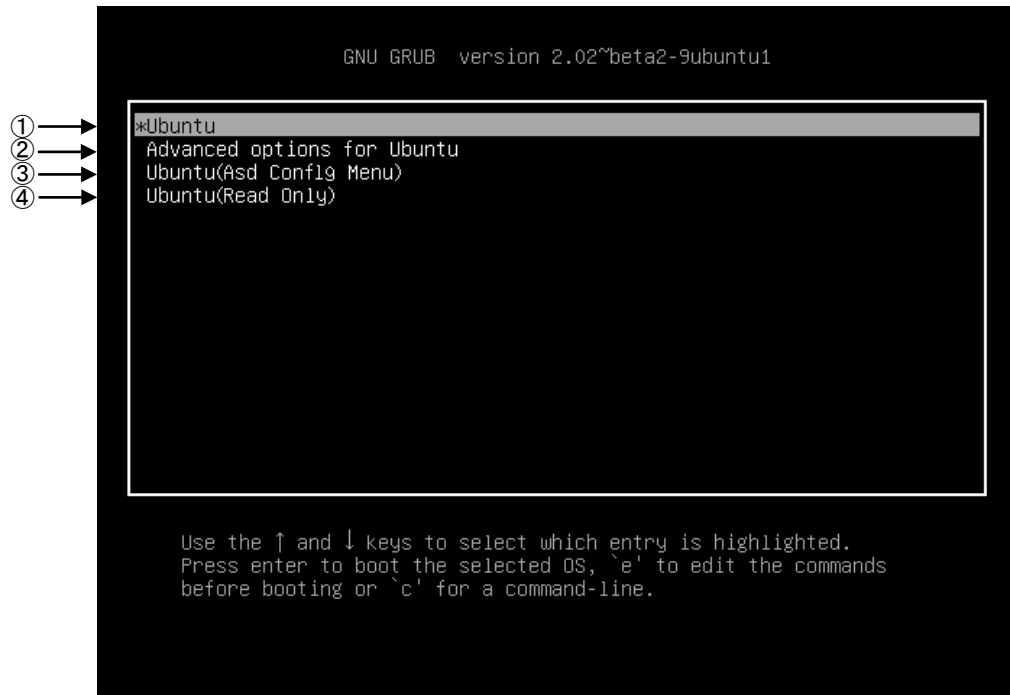 GNU GRUB version 2.02~beta2-9ubuntu1
① *Ubuntu
② Advanced options for Ubuntu
③ Ubuntu(Asd Conflg Menu)
④ Ubuntu(Read Only)
Use the ↑ and ↓ keys to select which entry is highlighted.
Press enter to boot the selected OS, `e' to edit the commands
before booting or `c' for a command-line.